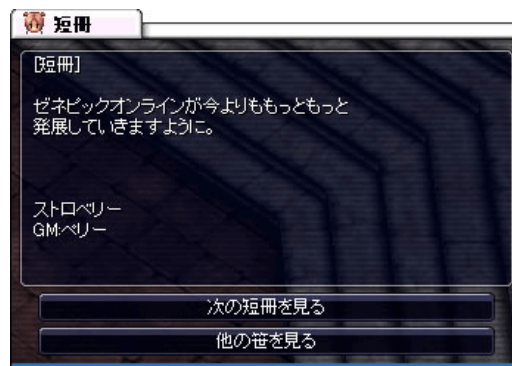 短冊
[短冊]
ゼネピックオンラインが今よりももっともっと
発展していきますように。
ストロベリー
GM:ベリー
次の短冊を見る
他の笹を見る